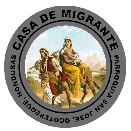 CASA DE MIGRANTE
PARROQUIA SAN JOSE, OCOTEPEQUE, HONDURAS